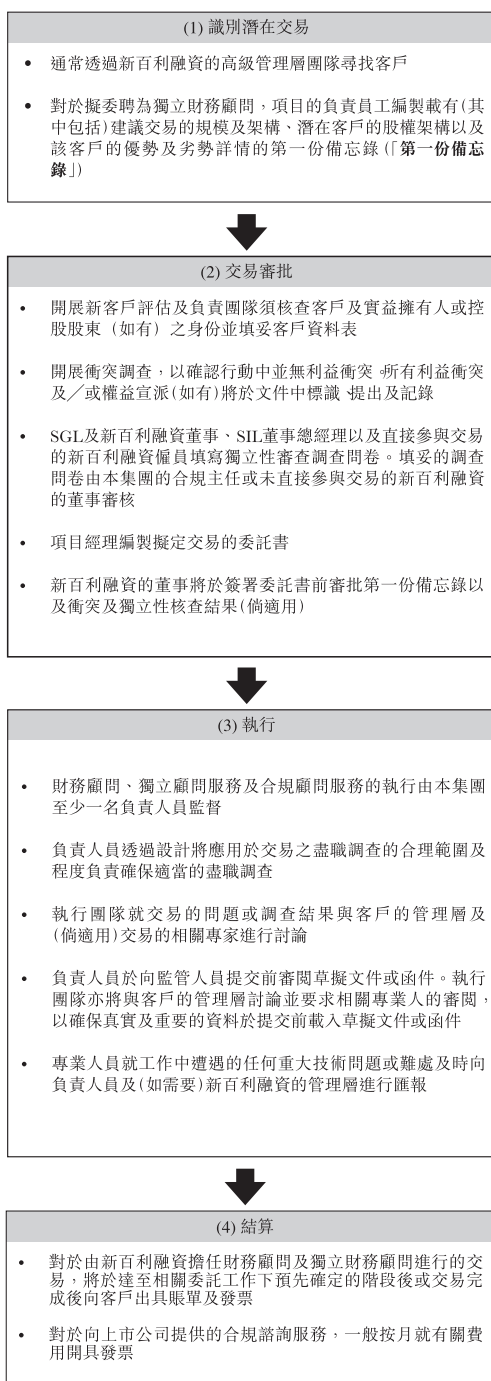 (1) 識別潛在交易
• 通常透過新百利融資的高級管理層團隊尋找客戶
• 對於擬委聘為獨立財務顧問，項目的負責員工編製載有(其
中包括)建議交易的規模及架構、潛在客戶的股權架構以及
該客戶的優勢及劣勢詳情的第一份備忘錄(「第一份備忘
錄」)
(2) 交易審批
• 開展新客戶評估及負責團隊須核查客戶及實益擁有人或控
股股東（如有）之身份並填妥客戶資料表
• 開展衝突調查，以確認行動中並無利益衝突。所有利益衝突
及／或權益宣派(如有)將於文件中標識、提出及記錄
• SGL及新百利融資董事、SIL董事總經理以及直接參與交易
的新百利融資僱員填寫獨立性審查調查問卷。填妥的調查
問卷由本集團的合規主任或未直接參與交易的新百利融資
的董事審核
• 項目經理編製擬定交易的委託書
• 新百利融資的董事將於簽署委託書前審批第一份備忘錄以
及衝突及獨立性核查結果(倘適用)
(3) 執行
• 財務顧問、獨立顧問服務及合規顧問服務的執行由本集團
至少一名負責人員監督
• 負責人員透過設計將應用於交易之盡職調查的合理範圍及
程度負責確保適當的盡職調查
• 執行團隊就交易的問題或調查結果與客戶的管理層及
(倘適用)交易的相關專家進行討論
• 負責人員於向監管人員提交前審閱草擬文件或函件。執行
團隊亦將與客戶的管理層討論並要求相關專業人的審閱，
以確保真實及重要的資料於提交前載入草擬文件或函件
• 專業人員就工作中遭遇的任何重大技術問題或難處及時向
負責人員及(如需要)新百利融資的管理層進行匯報
(4) 結算
• 對於由新百利融資擔任財務顧問及獨立財務顧問進行的交
易，將於達至相關委託工作下預先確定的階段後或交易完
成後向客戶出具賬單及發票
• 對於向上市公司提供的合規諮詢服務，一般按月就有關費
用開具發票